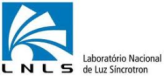 LNLS
Laboratório Nacional
de Luz Síncrotron